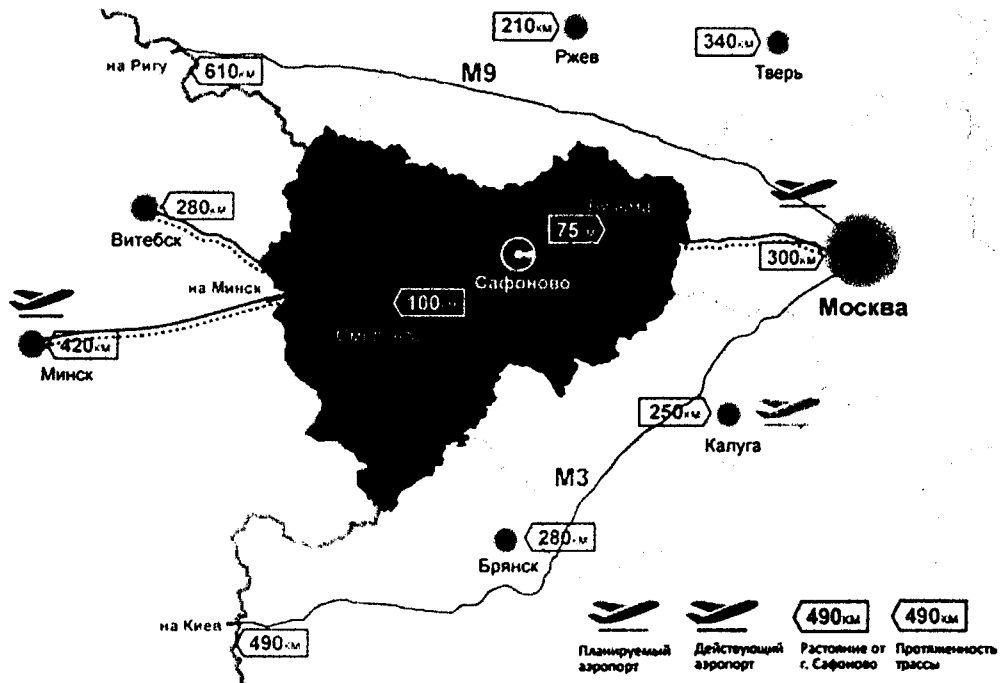 210км
Ржев
340км
Тверь
на Ригу
610км
М9
280км
Витебск
75
Сафоново
300км
Москва
на Минск
100
420км
Минск
250км
Калуга
М3
280км
Брянск
на Киев
490км
Планируемый
аэропорт
Действующий
аэропорт
490км
Растояние от
г. Сафоново
490км
Протяженность
трассы